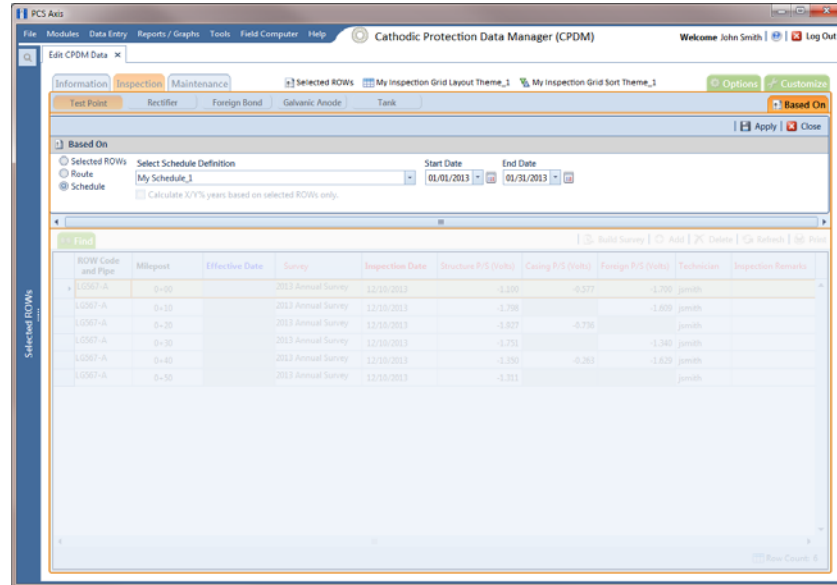 PCS Axis
File Modules Data Entry Reports / Graphs Tools Field Computer Help Cathodic Protection Data Manager (CPDM) Welcome John Smith | | Log Out
Edit CPDM Data ×
Information Inspection Maintenance Selected ROWs My Inspection Grid Layout Theme_1 My Inspection Grid Sort Theme_1 Options Customize
Test Point Rectifier Foreign Bond Galvanic Anode Tank Based On
| Apply | Close
Based On
Selected ROWs Select Schedule Definition Start Date End Date
Route My Schedule_1 01/01/2013 01/31/2013
Schedule Calculate X/Y% years based on selected ROWs only.
Find | Build Survey | Add | Delete | Refresh | Print
ROW Code and Pipe Milepost Effective Date Survey Inspection Date Structure P/S (Volts) Casing P/S (Volts) Foreign P/S (Volts) Technician Inspection Remarks
LG567-A 0+00 2013 Annual Survey 12/10/2013 -1.100 -0.577 -1.700 jsmith
LG567-A 0+10 2013 Annual Survey 12/10/2013 -1.798 -1.609 jsmith
LG567-A 0+20 2013 Annual Survey 12/10/2013 -1.827 -0.736 jsmith
LG567-A 0+30 2013 Annual Survey 12/10/2013 -1.751 -1.340 jsmith
LG567-A 0+40 2013 Annual Survey 12/10/2013 -1.350 -0.263 -1.628 jsmith
LG567-A 0+50 2013 Annual Survey 12/10/2013 -1.311 jsmith
Selected ROWs
Row Count: 6